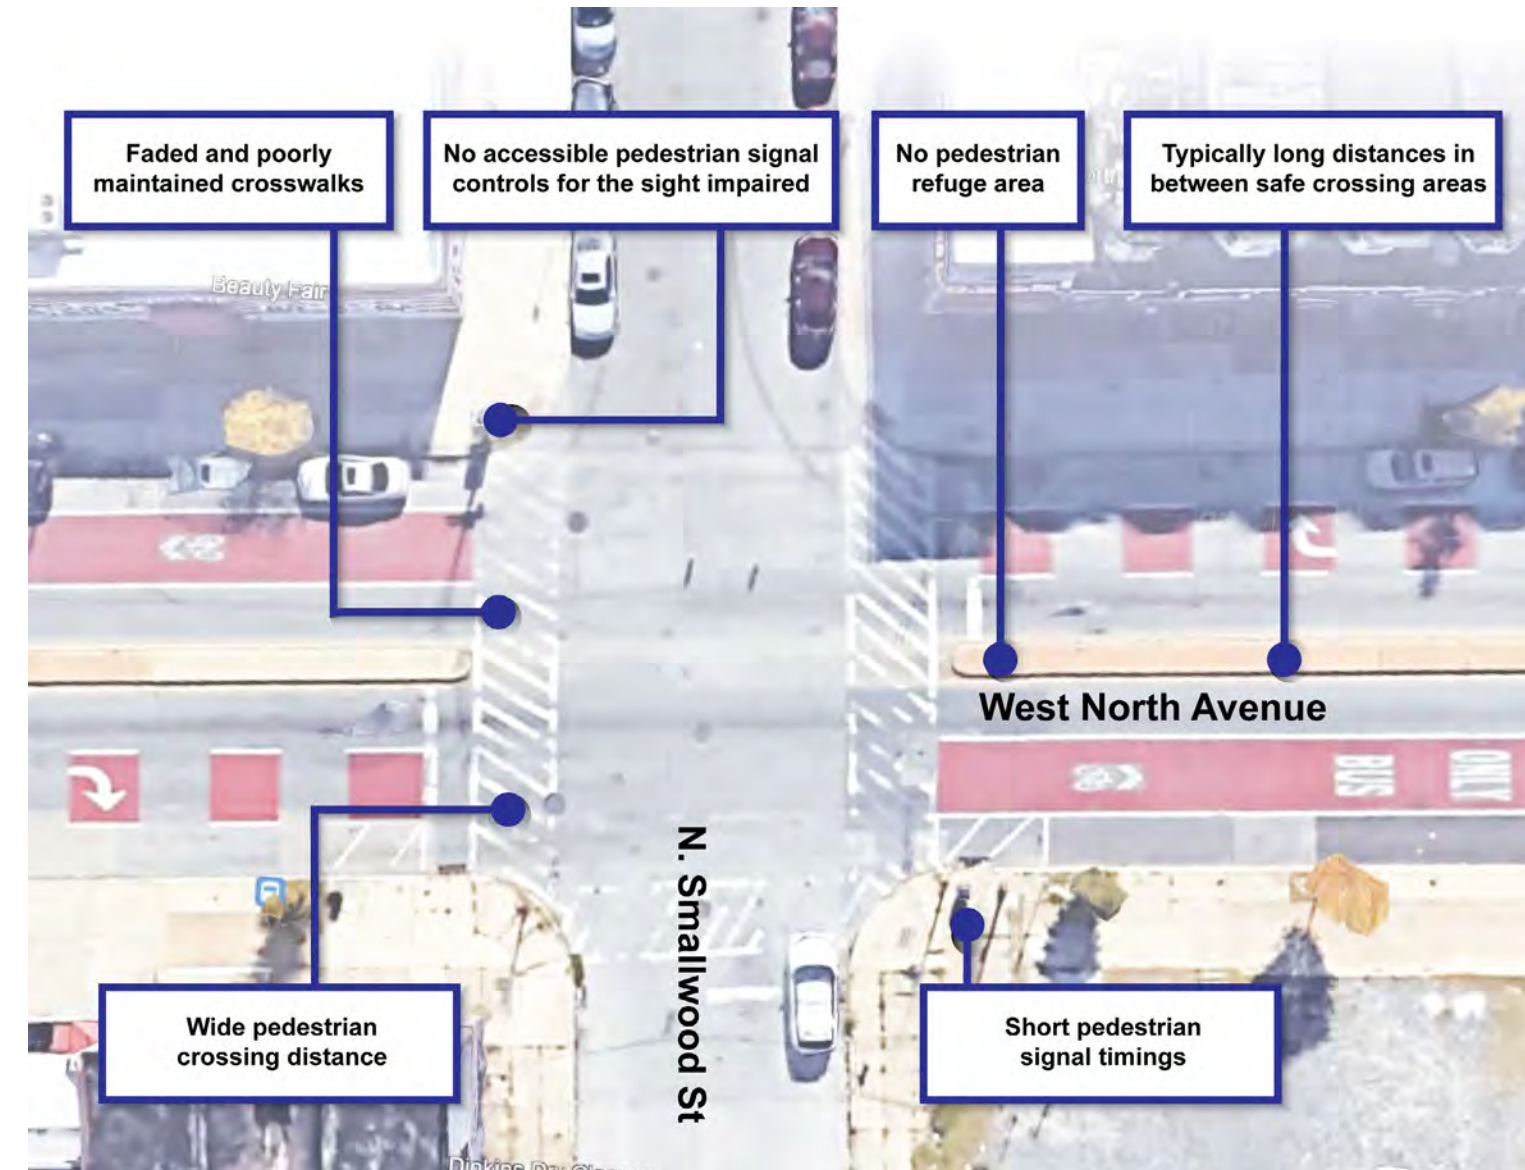 Faded and poorly
maintained crosswalks
No accessible pedestrian signal
controls for the sight impaired
No pedestrian
refuge area
Typically long distances in
between safe crossing areas
Beauty Fair
West North Avenue
BUS
ONLY
N. Smallwood St
Wide pedestrian
crossing distance
Short pedestrian
signal timings
Dinkins Dry